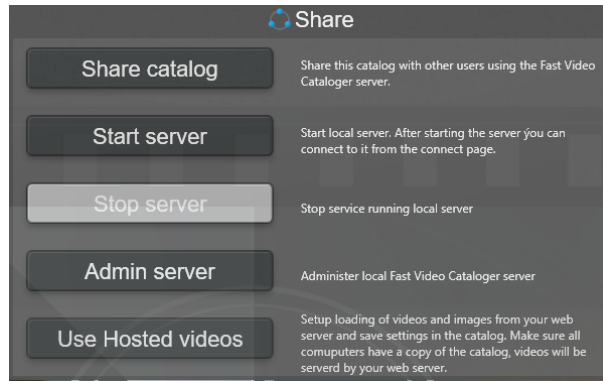 Share
Share catalog
Share this catalog with other users using the Fast Video
Cataloger server.
Start server
Start local server. After starting the server ýou can
connect to it from the connect page.
Stop server
Stop service running local server
Admin server
Administer local Fast Video Cataloger server
Use Hosted videos
Setup loading of videos and images from your web
server and save settings in the catalog. Make sure all
comuputers have a copy of the catalog, videos will be
serverd by your web server.